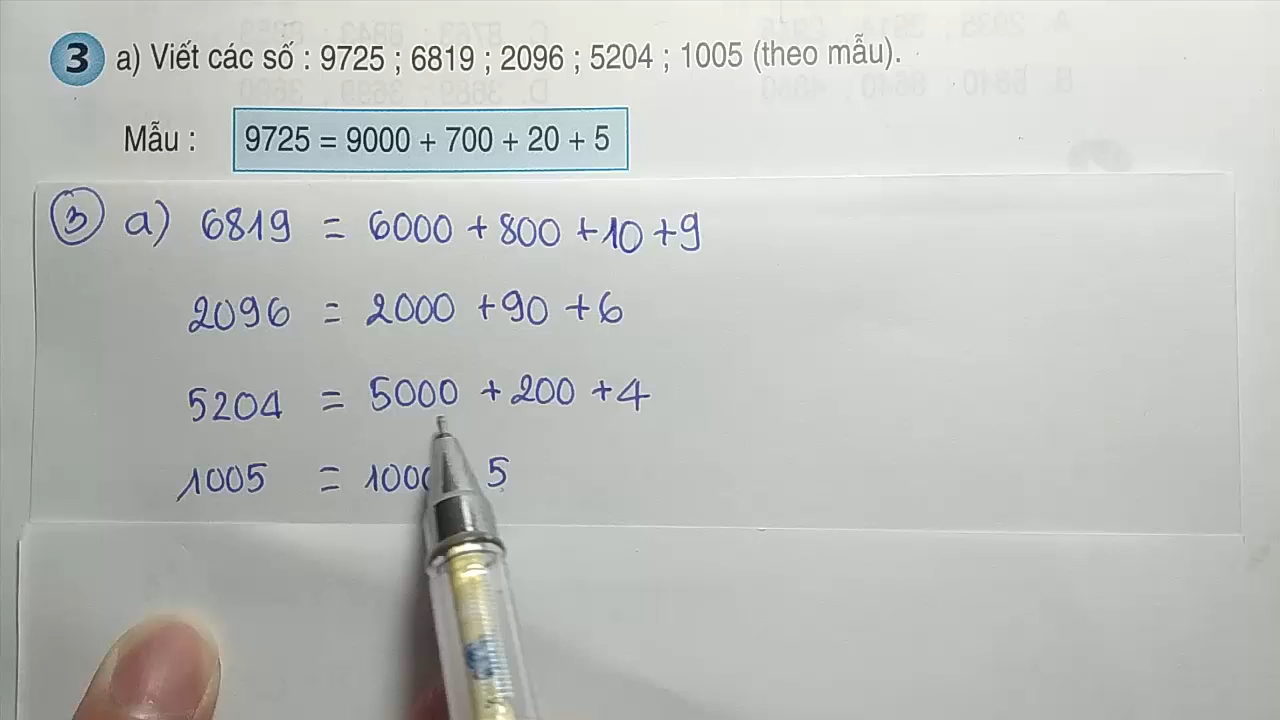 3 a) Viết các số : 9725 ; 6819 ; 2096 ; 5204 ; 1005 (theo mẫu).
Mẫu : 9725 = 9000 + 700 + 20 + 5
3 a) 6819 = 6000 + 800 + 10 + 9
2096 = 2000 + 90 + 6
5204 = 5000 + 200 + 4
1005 = 100 5